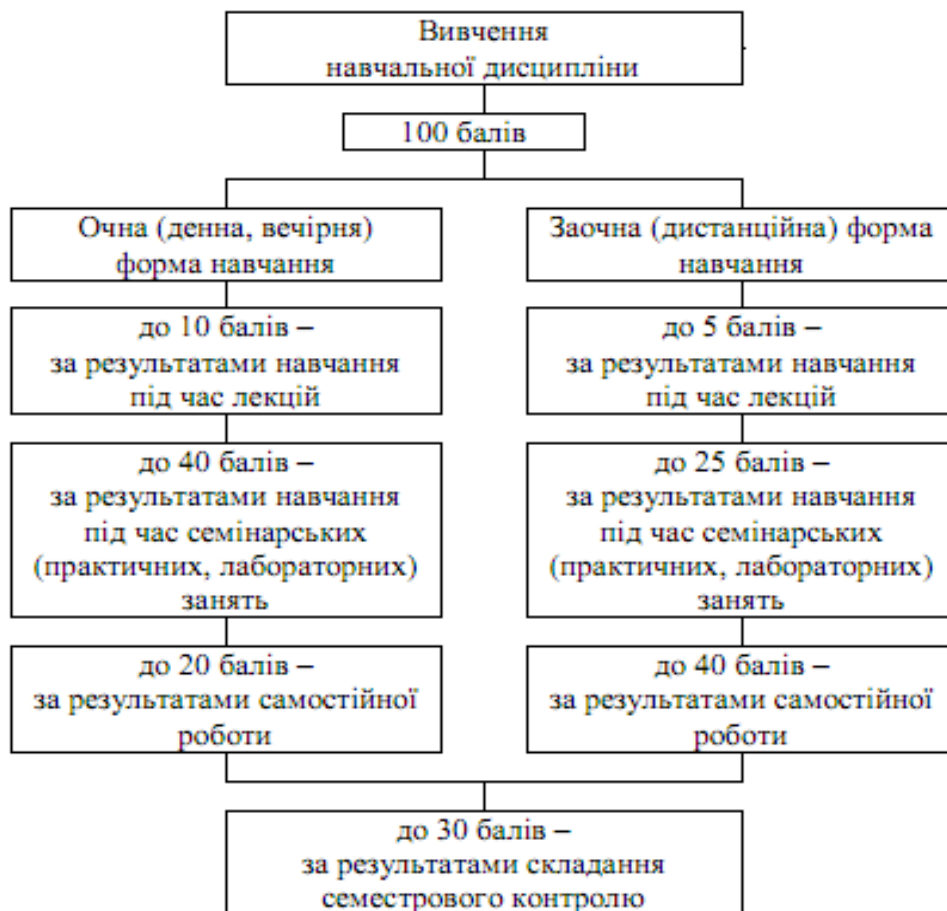 Вивчення
навчальної дисципліни
100 балів
Очна (денна, вечірня)
форма навчання
до 10 балів –
за результатами навчання
під час лекцій
до 40 балів –
за результатами навчання
під час семінарських
(практичних, лабораторних)
занять
до 20 балів –
за результатами самостійної
роботи
Заочна (дистанційна) форма
навчання
до 5 балів –
за результатами навчання
під час лекцій
до 25 балів –
за результатами навчання
під час семінарських
(практичних, лабораторних)
занять
до 40 балів –
за результатами самостійної
роботи
до 30 балів –
за результатами складання
семестрового контролю